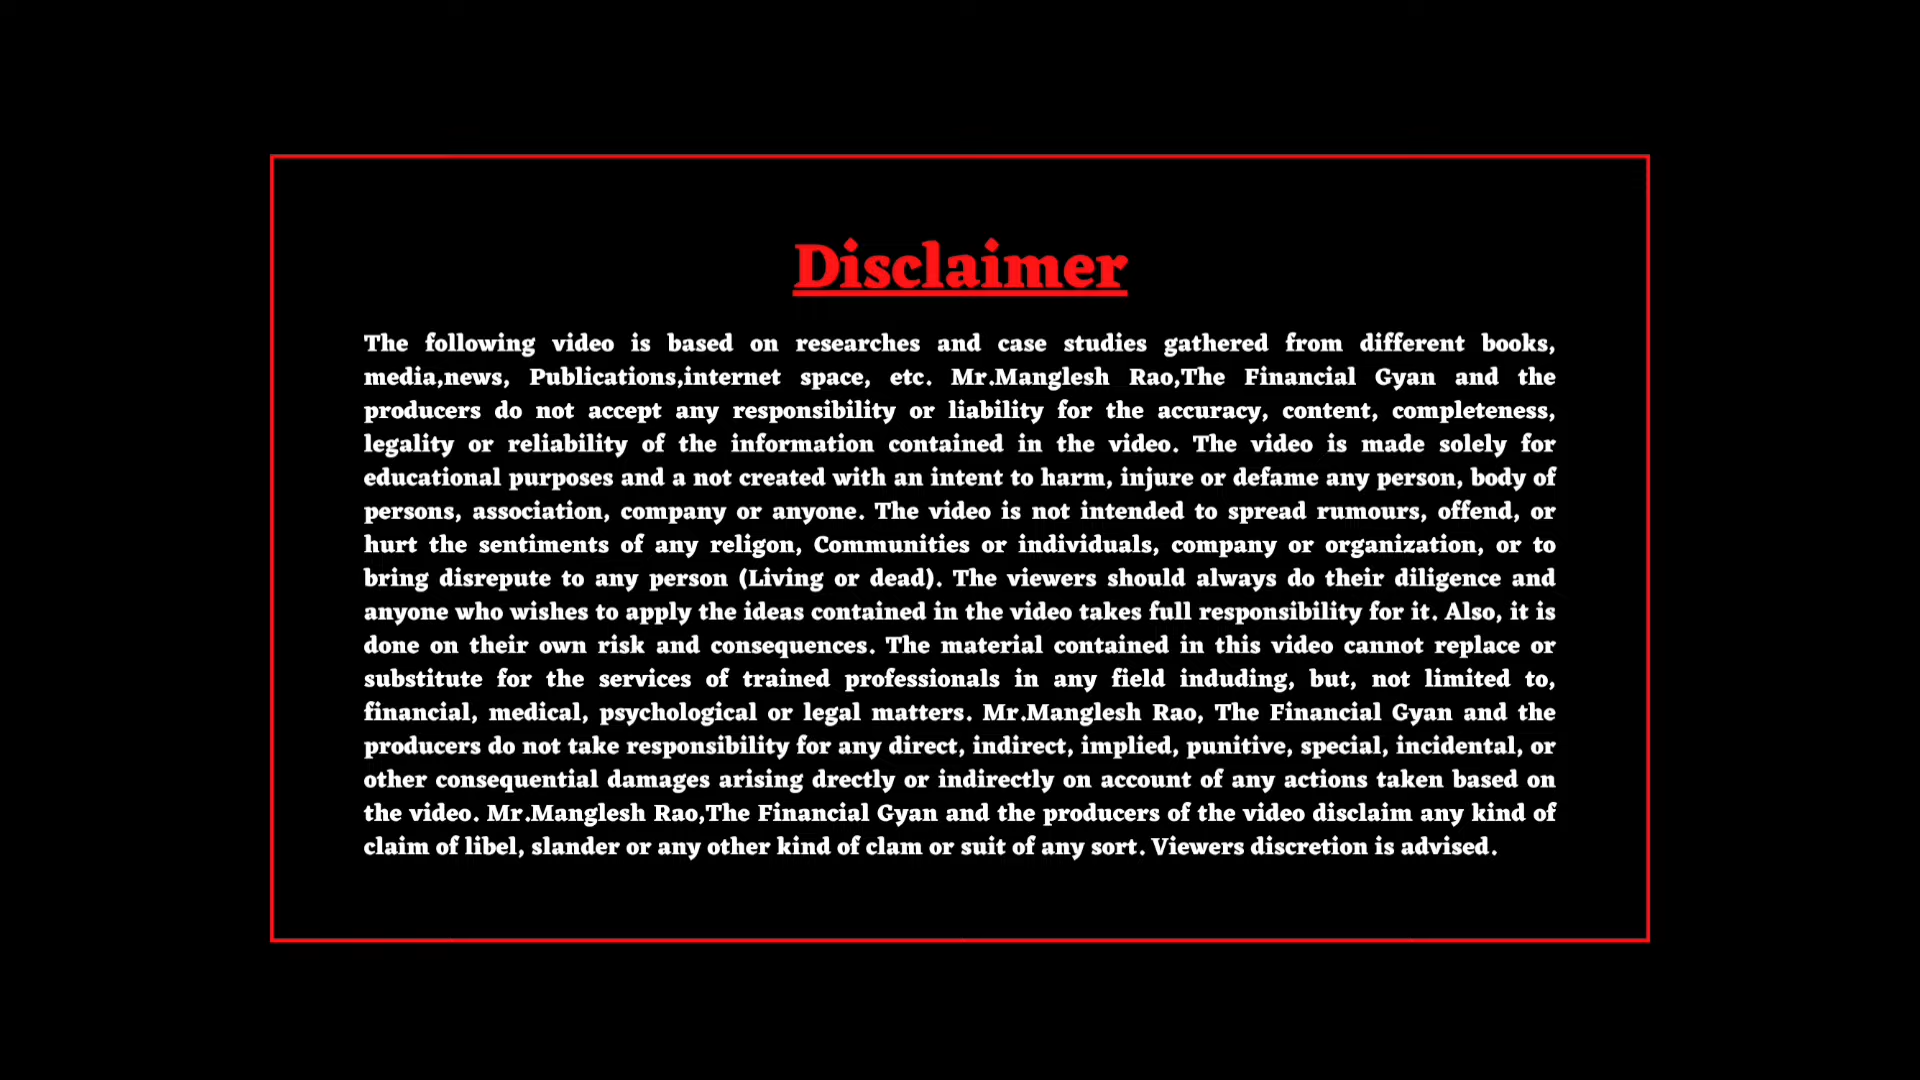 Disclaimer
The following video is based on researches and case studies gathered from different books,
media,news, Publications,internet space, etc. Mr.Manglesh Rao,The Financial Gyan and the
producers do not accept any responsibility or liability for the accuracy, content, completeness,
legality or reliability of the information contained in the video. The video is made solely for
educational purposes and a not created with an intent to harm, injure or defame any person, body of
persons, association, company or anyone. The video is not intended to spread rumours, offend, or
hurt the sentiments of any religon, Communities or individuals, company or organization, or to
bring disrepute to any person (Living or dead). The viewers should always do their diligence and
anyone who wishes to apply the ideas contained in the video takes full responsibility for it. Also, it is
done on their own risk and consequences. The material contained in this video cannot replace or
substitute for the services of trained professionals in any field induding, but, not limited to,
financial, medical, psychological or legal matters. Mr.Manglesh Rao, The Financial Gyan and the
producers do not take responsibility for any direct, indirect, implied, punitive, special, incidental, or
other consequential damages arising drectly or indirectly on account of any actions taken based on
the video. Mr.Manglesh Rao,The Financial Gyan and the producers of the video disclaim any kind of
claim of libel, slander or any other kind of clam or suit of any sort. Viewers discretion is advised.